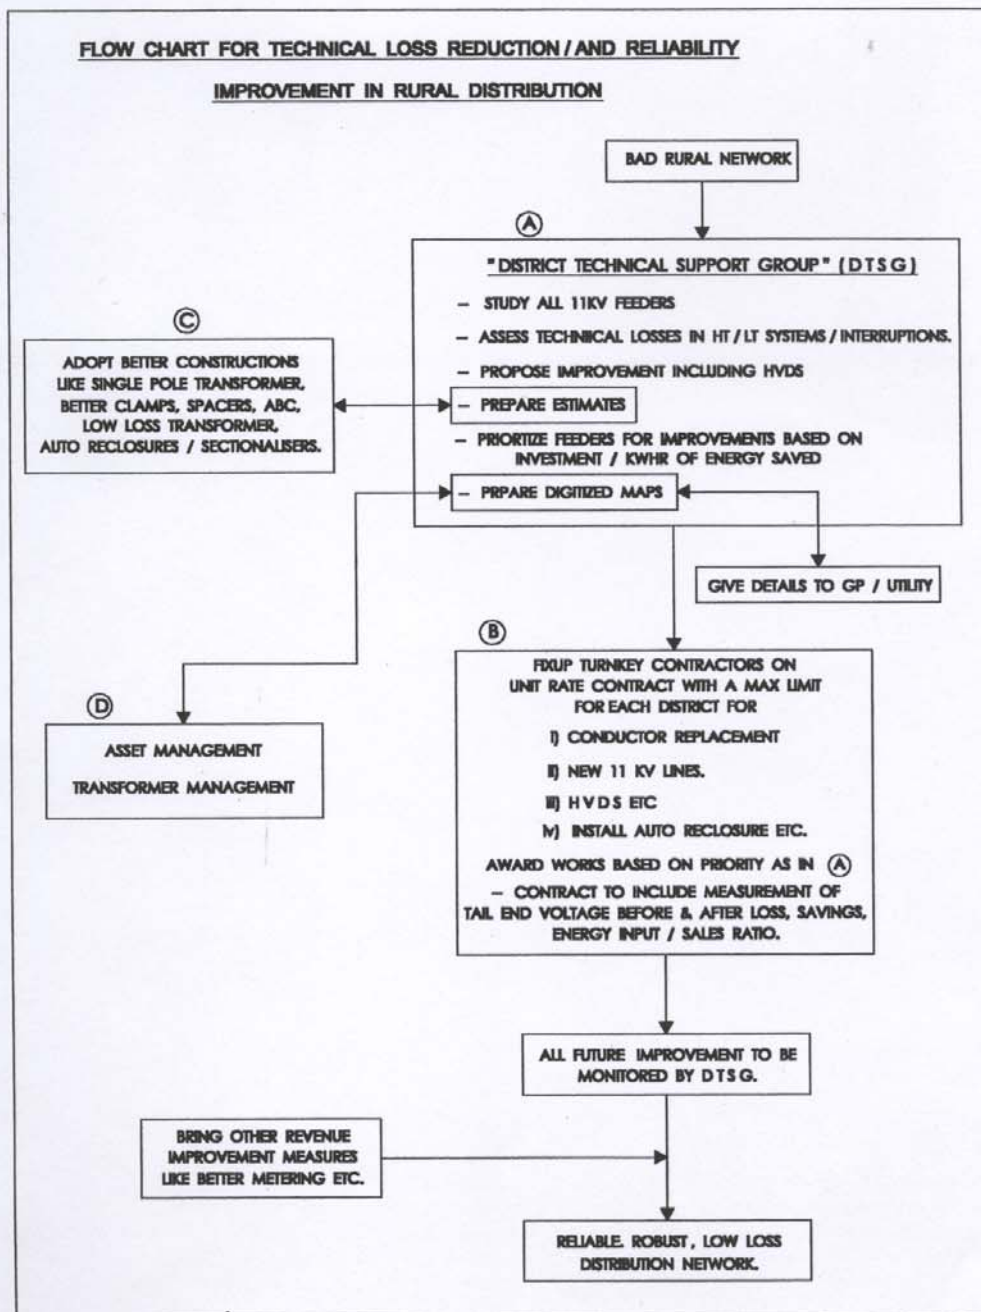 FLOW CHART FOR TECHNICAL LOSS REDUCTION / AND RELIABILITY
IMPROVEMENT IN RURAL DISTRIBUTION
BAD RURAL NETWORK
A
"DISTRICT TECHNICAL SUPPORT GROUP" (DTSG)
– STUDY ALL 11KV FEEDERS
– ASSESS TECHNICAL LOSSES IN HT / LT SYSTEMS / INTERRUPTIONS.
– PROPOSE IMPROVEMENT INCLUDING HVDS
– PREPARE ESTIMATES
– PRIORTIZE FEEDERS FOR IMPROVEMENTS BASED ON
INVESTMENT / KWHR OF ENERGY SAVED
– PRPARE DIGITIZED MAPS
C
ADOPT BETTER CONSTRUCTIONS
LIKE SINGLE POLE TRANSFORMER,
BETTER CLAMPS, SPACERS, ABC,
LOW LOSS TRANSFORMER,
AUTO RECLOSURES / SECTIONALISERS.
GIVE DETAILS TO GP / UTILITY
B
FIXUP TURNKEY CONTRACTORS ON
UNIT RATE CONTRACT WITH A MAX LIMIT
FOR EACH DISTRICT FOR
I) CONDUCTOR REPLACEMENT
II) NEW 11 KV LINES.
III) HVDS ETC
IV) INSTALL AUTO RECLOSURE ETC.
AWARD WORKS BASED ON PRIORITY AS IN A
– CONTRACT TO INCLUDE MEASUREMENT OF
TAIL END VOLTAGE BEFORE & AFTER LOSS, SAVINGS,
ENERGY INPUT / SALES RATIO.
D
ASSET MANAGEMENT
TRANSFORMER MANAGEMENT
ALL FUTURE IMPROVEMENT TO BE
MONITORED BY DTSG.
BRING OTHER REVENUE
IMPROVEMENT MEASURES
LIKE BETTER METERING ETC.
RELIABLE. ROBUST, LOW LOSS
DISTRIBUTION NETWORK.